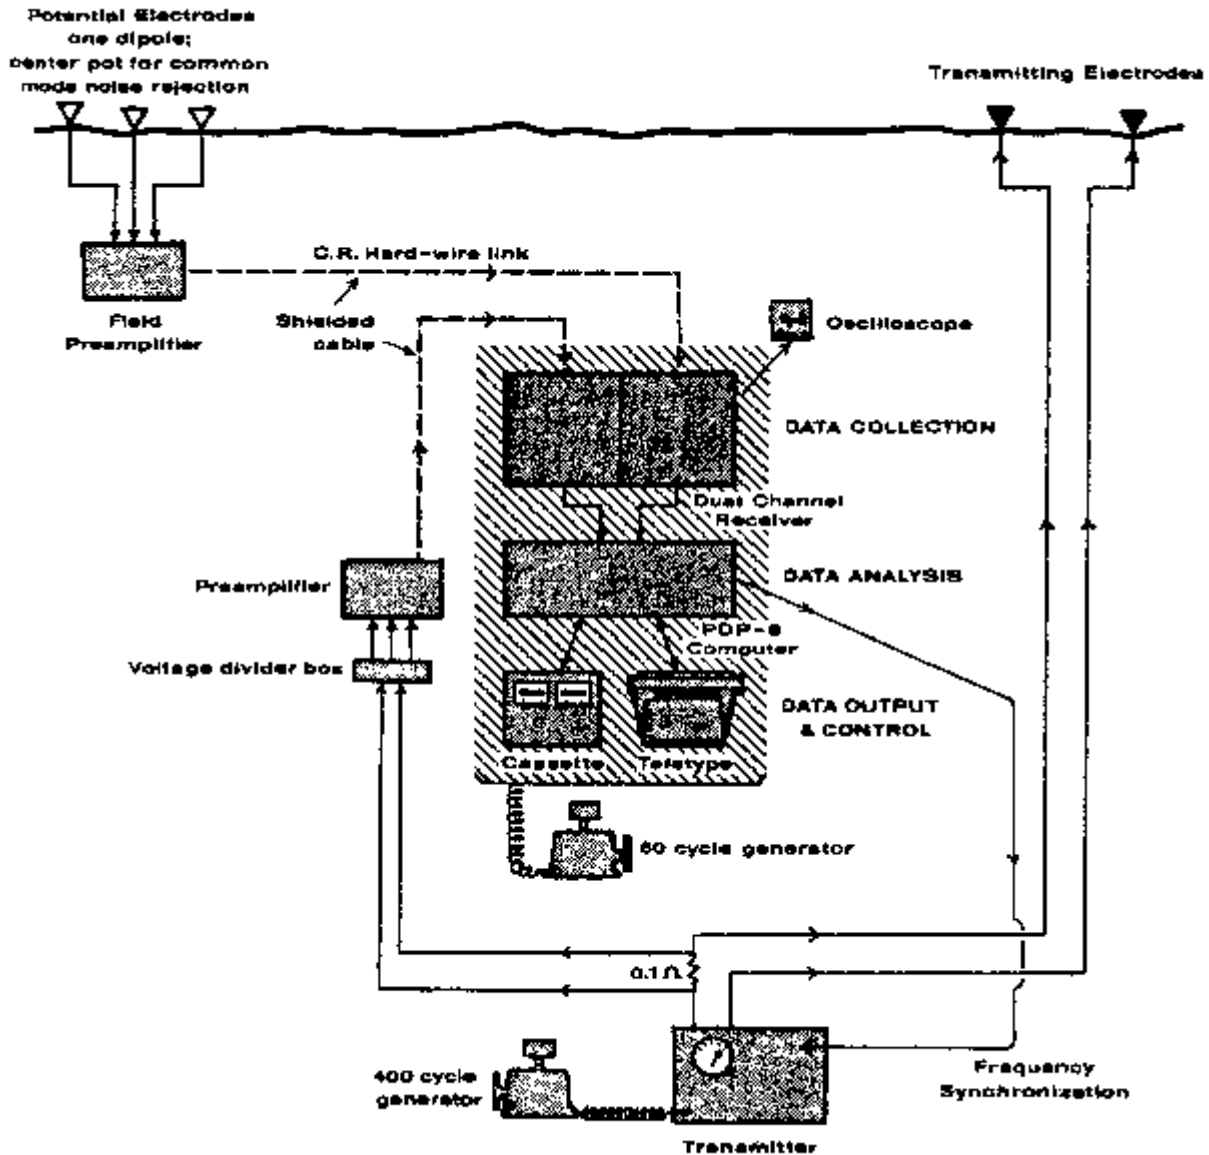 Potential Electrodes
one dipole;
center pot for common
mode noise rejection
Transmitting Electrodes
C.R. Hard-wire link
Field
Preamplifier
Shielded
cable
Oscilloscope
DATA COLLECTION
Dual Channel
Receiver
Preamplifier
DATA ANALYSIS
PDP-8
Computer
Voltage divider box
DATA OUTPUT
& CONTROL
Cassette
Teletype
60 cycle generator
0.1 Ω
400 cycle
generator
Frequency
Synchronization
Transmitter